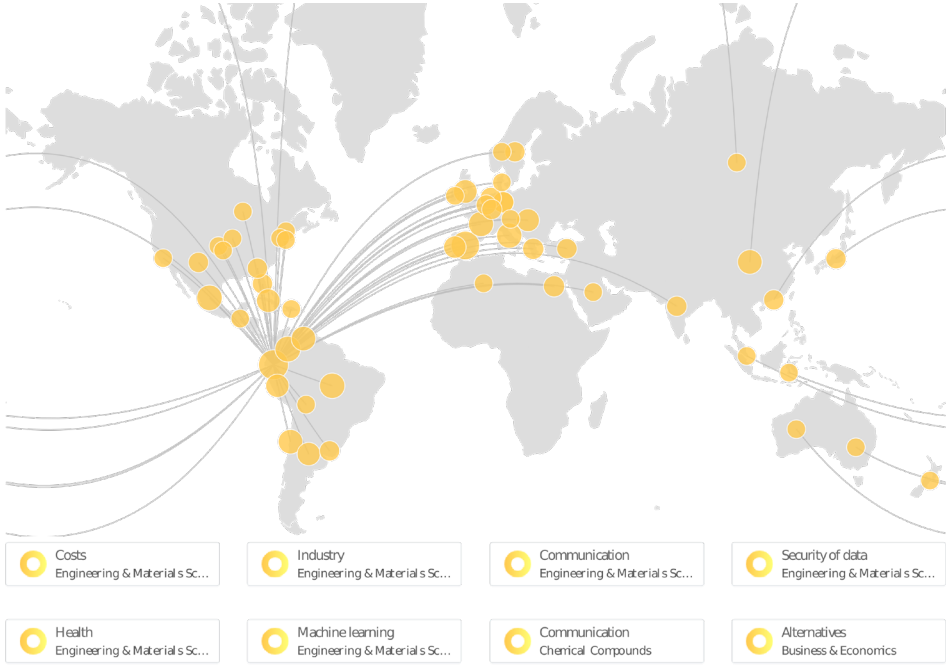 Costs
Engineering & Materials Sc...
Industry
Engineering & Materials Sc...
Communication
Engineering & Materials Sc...
Security of data
Engineering & Materials Sc...
Health
Engineering & Materials Sc...
Machine learning
Engineering & Materials Sc...
Communication
Chemical Compounds
Alternatives
Business & Economics